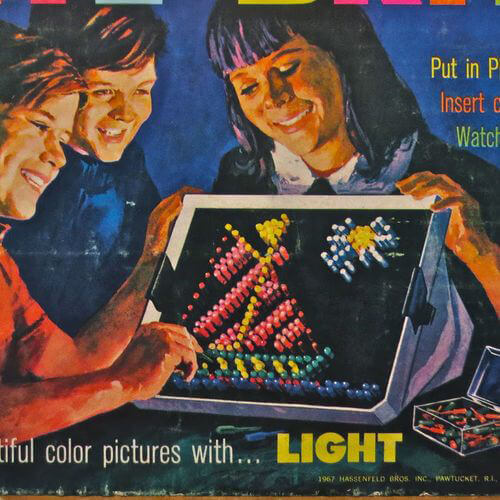 Put in P
Insert c
Watch
tiful color pictures with... LIGHT
1967 HASSENFELD BROS. INC., PAWTUCKET, R.I.